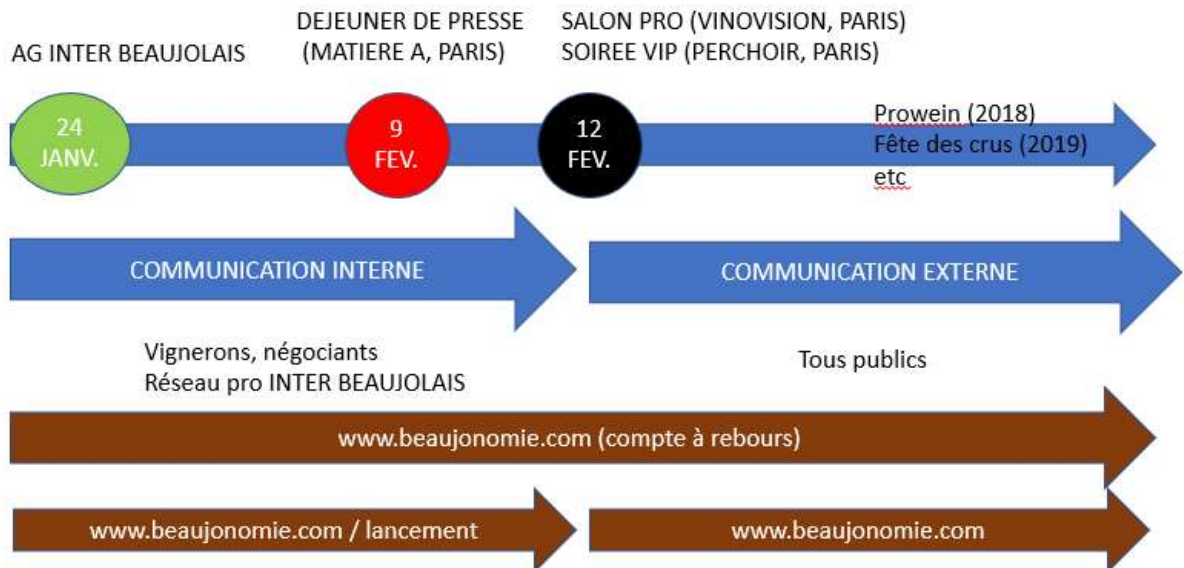 AG INTER BEAUJOLAIS
DEJEUNER DE PRESSE
(MATIERE A, PARIS)
SALON PRO (VINOVISION, PARIS)
SOIREE VIP (PERCHOIR, PARIS)
24
JANV.
9
FEV.
12
FEV.
Prowein (2018)
Fête des crus (2019)
etc
COMMUNICATION INTERNE
COMMUNICATION EXTERNE
Vignerons, négociants
Réseau pro INTER BEAUJOLAIS
Tous publics
www.beaujonomie.com (compte à rebours)
www.beaujonomie.com / lancement
www.beaujonomie.com